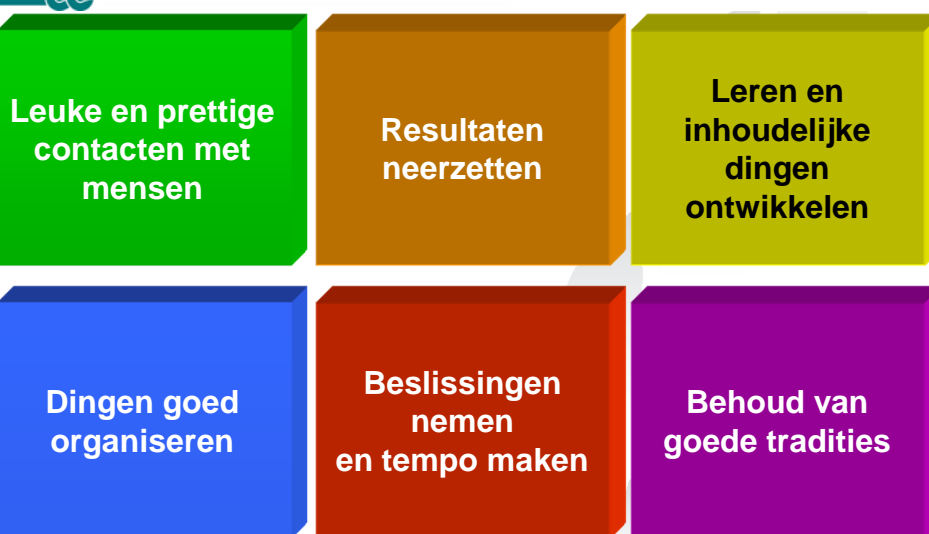 Leuke en prettige
contacten met
mensen
Resultaten
neerzetten
Leren en
inhoudelijke
dingen
ontwikkelen
Dingen goed
organiseren
Beslissingen
nemen
en tempo maken
Behoud van
goede tradities